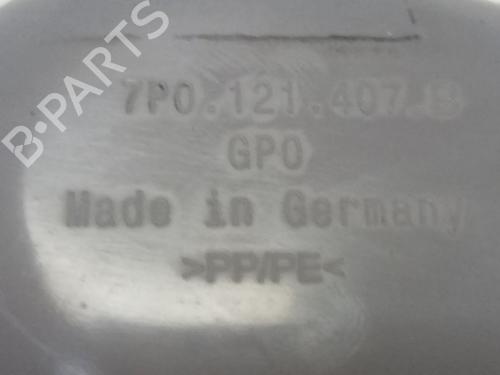 B-PARTS
7P0.121.407.B
GPO
Made in Germany
>PP/PE<